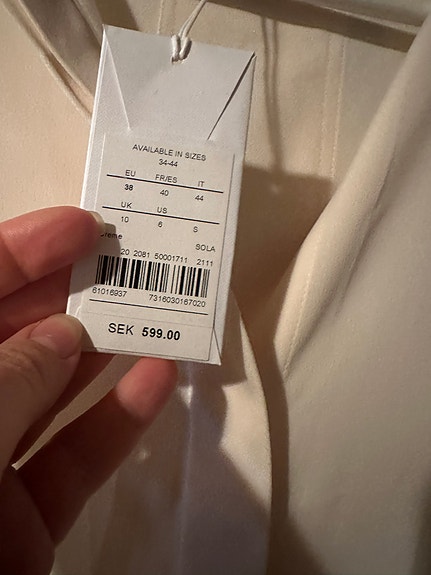 AVAILABLE IN SIZES
34-44
EU FR/ES IT
38 40 44
UK US
10 6 S
SOLA
20 2081 50001711 2111
61016937 7316030167020
SEK 599.00